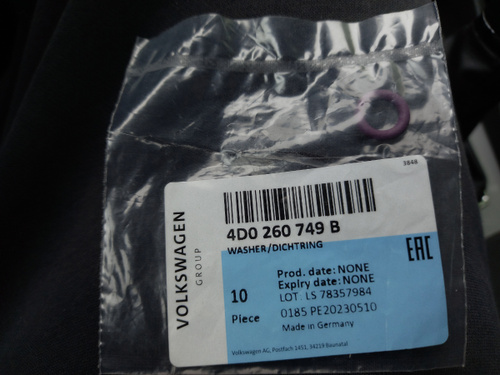 3848
VOLKSWAGEN
GROUP
4D0 260 749 B
WASHER/DICHTRING
EAC
Prod. date: NONE
Expiry date: NONE
10
LOT: LS 78357984
Piece
0185 PE20230510
Made in Germany
Volkswagen AG, Postfach 1451, 34219 Baunatal